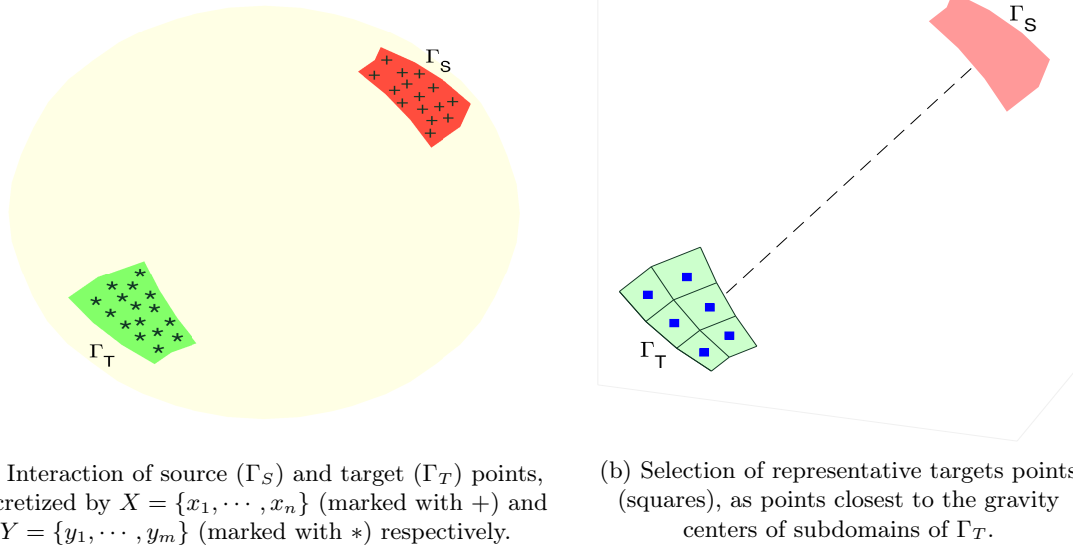 Γ_S
Γ_T
Interaction of source (Γ_S) and target (Γ_T) points,
cretized by X = {x_1, ⋯ , x_n} (marked with +) and
Y = {y_1, ⋯ , y_m} (marked with *) respectively.
Γ_S
Γ_T
(b) Selection of representative targets points
(squares), as points closest to the gravity
centers of subdomains of Γ_T.